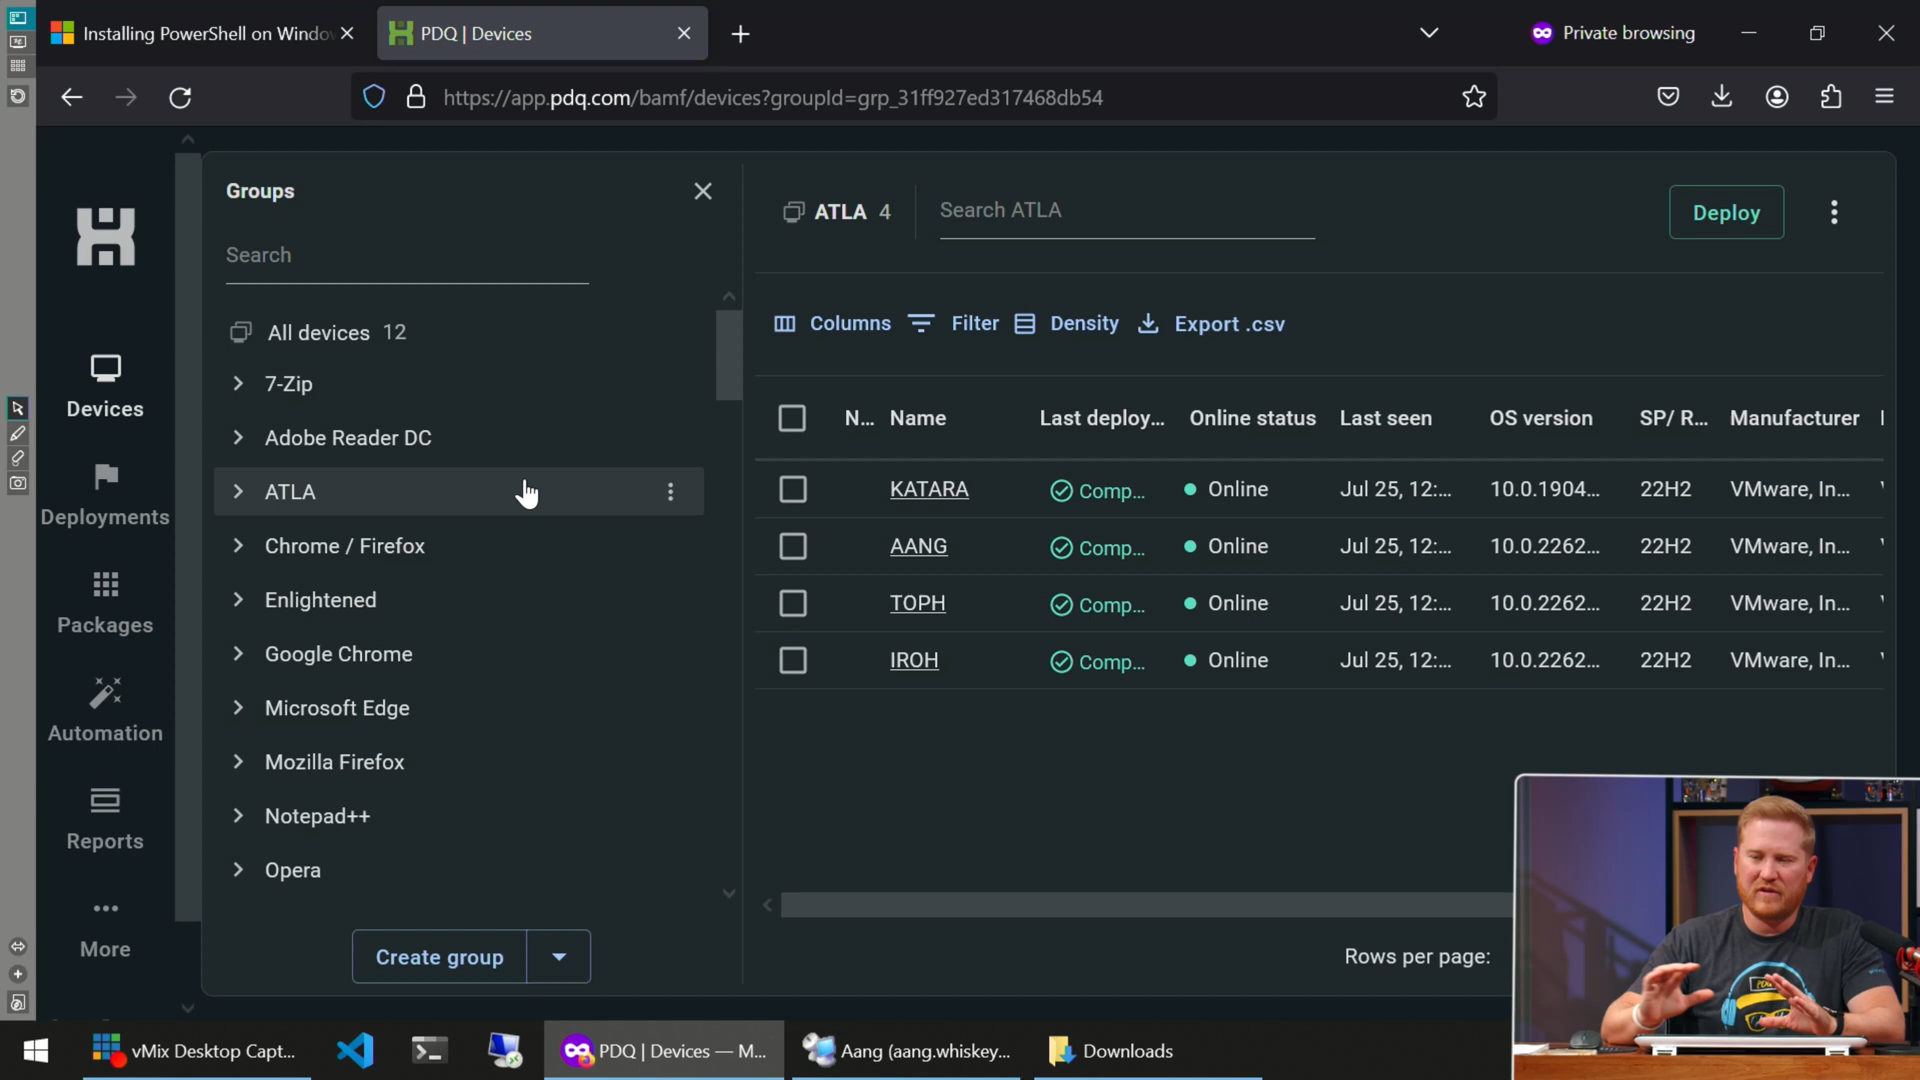 Installing PowerShell on Windo
PDQ | Devices
Private browsing
https://app.pdq.com/bamf/devices?groupId=grp_31ff927ed317468db54
Devices
Deployments
Packages
Automation
Reports
More
Groups
Search
All devices 12
7-Zip
Adobe Reader DC
ATLA
Chrome / Firefox
Enlightened
Google Chrome
Microsoft Edge
Mozilla Firefox
Notepad++
Opera
Create group
ATLA 4
Search ATLA
Deploy
Columns Filter Density Export .csv
N... Name Last deploy... Online status Last seen OS version SP/ R... Manufacturer
KATARA Comp... Online Jul 25, 12:... 10.0.1904... 22H2 VMware, In...
AANG Comp... Online Jul 25, 12:... 10.0.2262... 22H2 VMware, In...
TOPH Comp... Online Jul 25, 12:... 10.0.2262... 22H2 VMware, In...
IROH Comp... Online Jul 25, 12:... 10.0.2262... 22H2 VMware, In...
Rows per page:
vMix Desktop Capt...
PDQ | Devices — M...
Aang (aang.whiskey...
Downloads